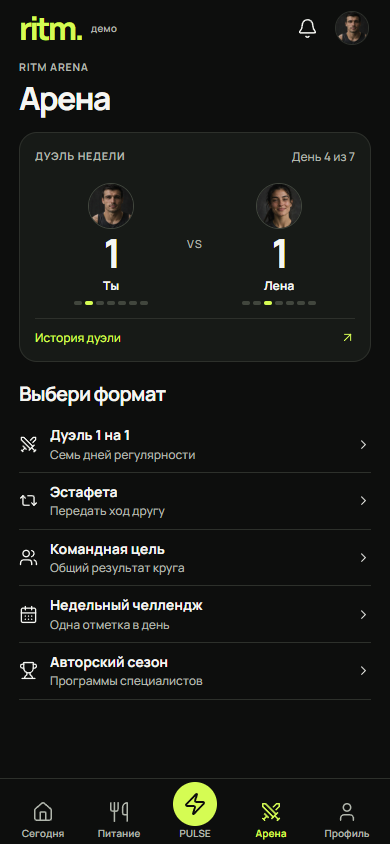 ritm. демо
RITM ARENA
Арена
ДУЭЛЬ НЕДЕЛИ День 4 из 7
VS
1 1
Ты Лена
История дуэли
Выбери формат
Дуэль 1 на 1
Семь дней регулярности
Эстафета
Передать ход другу
Командная цель
Общий результат круга
Недельный челлендж
Одна отметка в день
Авторский сезон
Программы специалистов
Сегодня Питание PULSE Арена Профиль